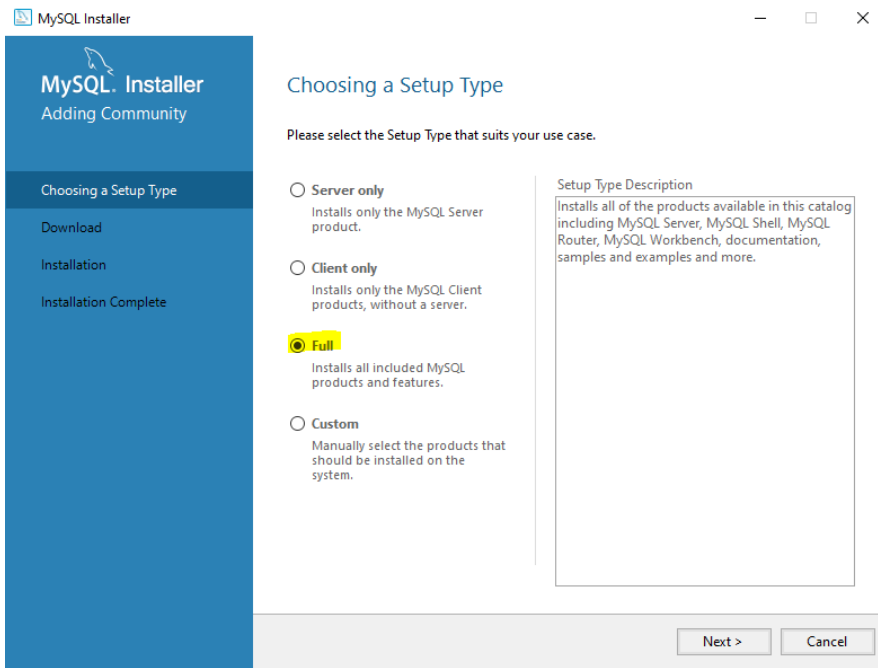 MySQL Installer
MySQL. Installer
Adding Community
Choosing a Setup Type
Download
Installation
Installation Complete
Choosing a Setup Type
Please select the Setup Type that suits your use case.
Server only
Installs only the MySQL Server
product.
Client only
Installs only the MySQL Client
products, without a server.
Full
Installs all included MySQL
products and features.
Custom
Manually select the products that
should be installed on the
system.
Setup Type Description
Installs all of the products available in this catalog
including MySQL Server, MySQL Shell, MySQL
Router, MySQL Workbench, documentation,
samples and examples and more.
Next >
Cancel